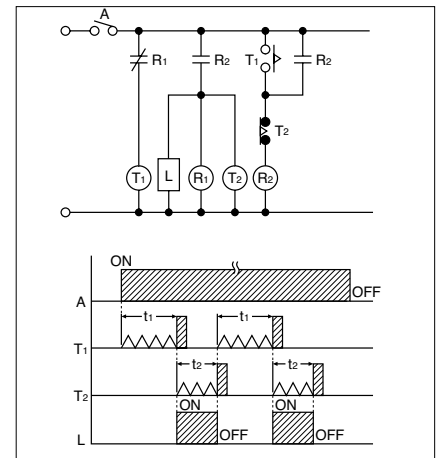 A
R1 R2 T1 R2
T2
T1 L R1 T2 R2
ON
A OFF
t1 t1
T1
t2 t2
T2
ON ON
L OFF OFF